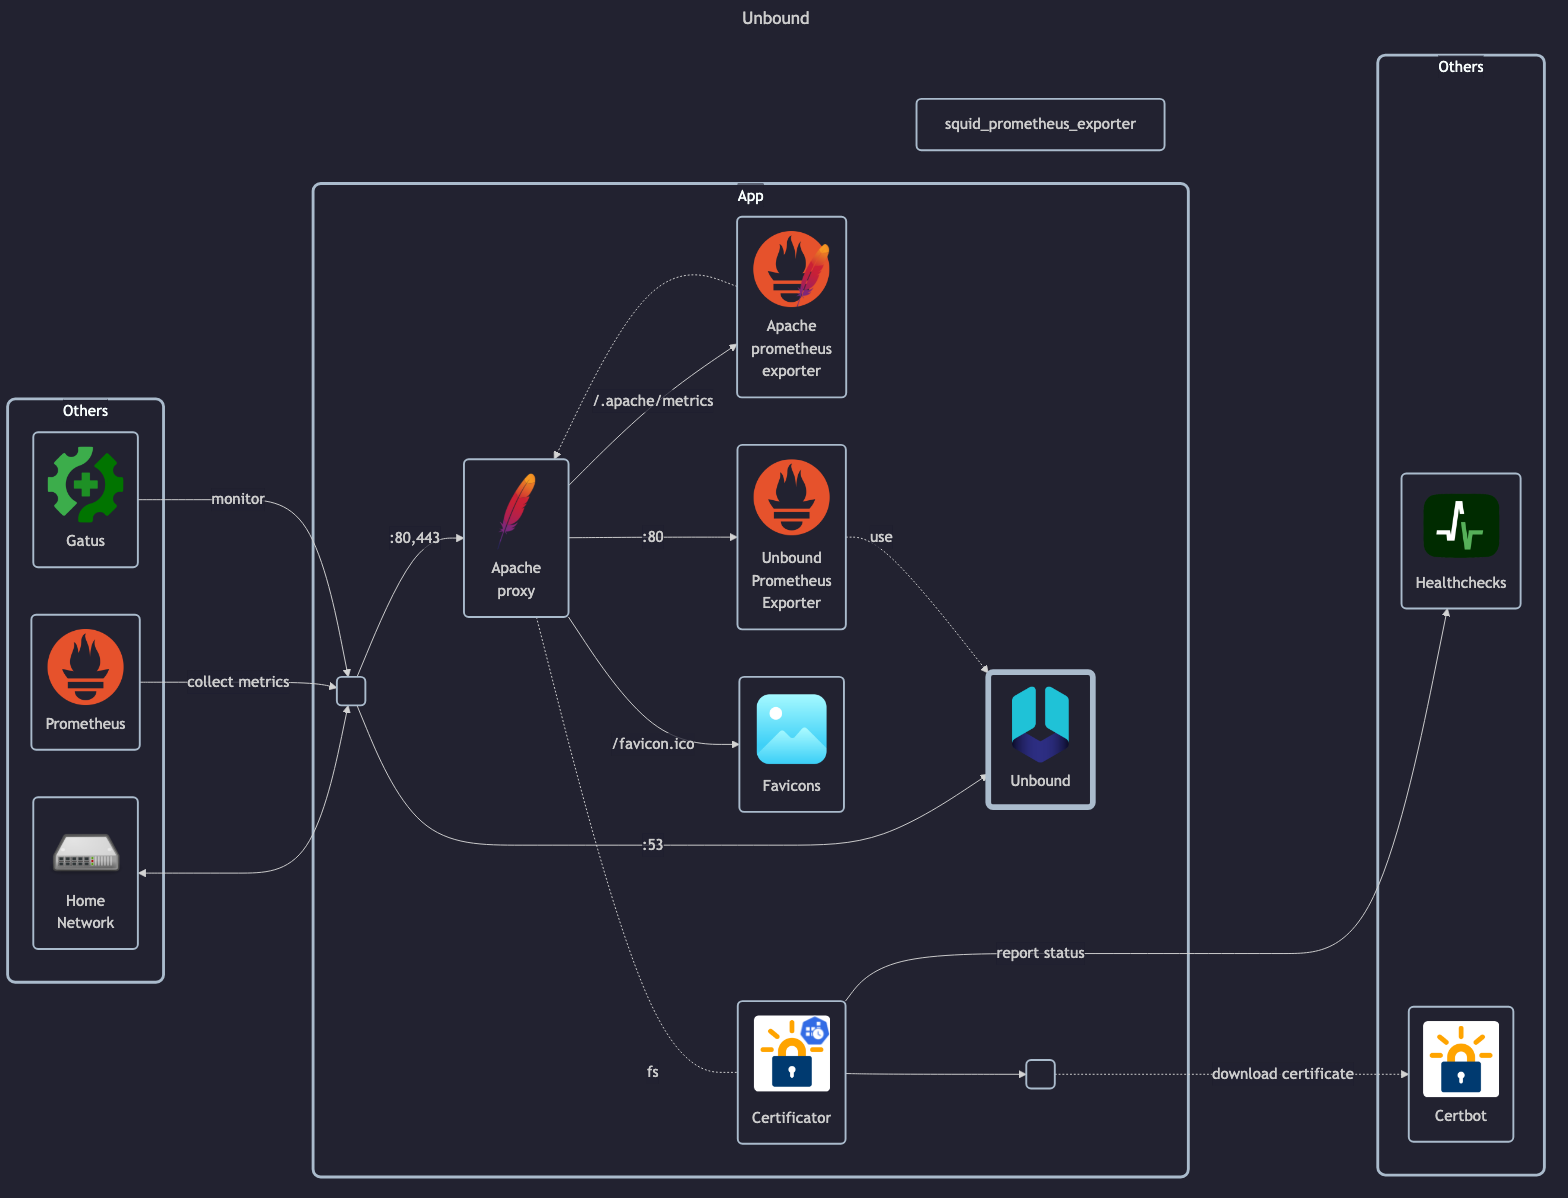 Unbound
Others
squid_prometheus_exporter
App
Apache
prometheus
exporter
/.apache/metrics
Others
Gatus
monitor
:80,443
Apache
proxy
:80
Unbound
Prometheus
Exporter
use
Healthchecks
Prometheus
collect metrics
/favicon.ico
Favicons
Unbound
:53
Home
Network
report status
fs
Certificator
download certificate
Certbot